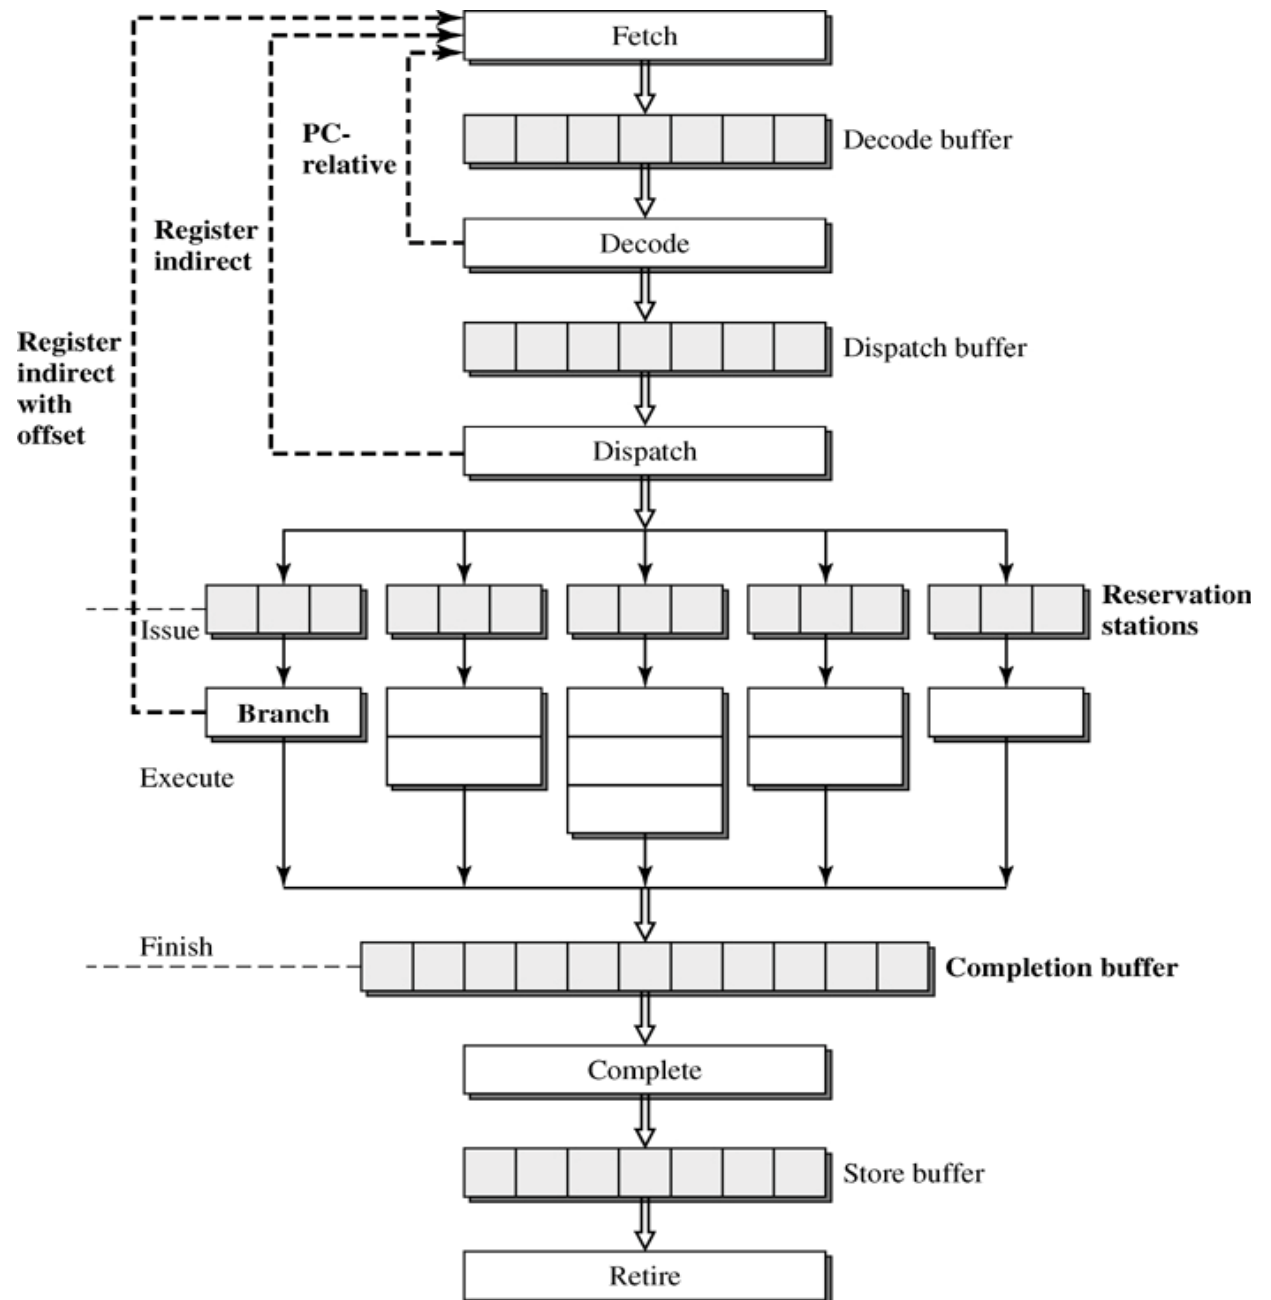 Fetch
PC-
relative
Decode buffer
Register
indirect
Decode
Register
indirect
with
offset
Dispatch buffer
Dispatch
Reservation
stations
Issue
Branch
Execute
Finish
Completion buffer
Complete
Store buffer
Retire